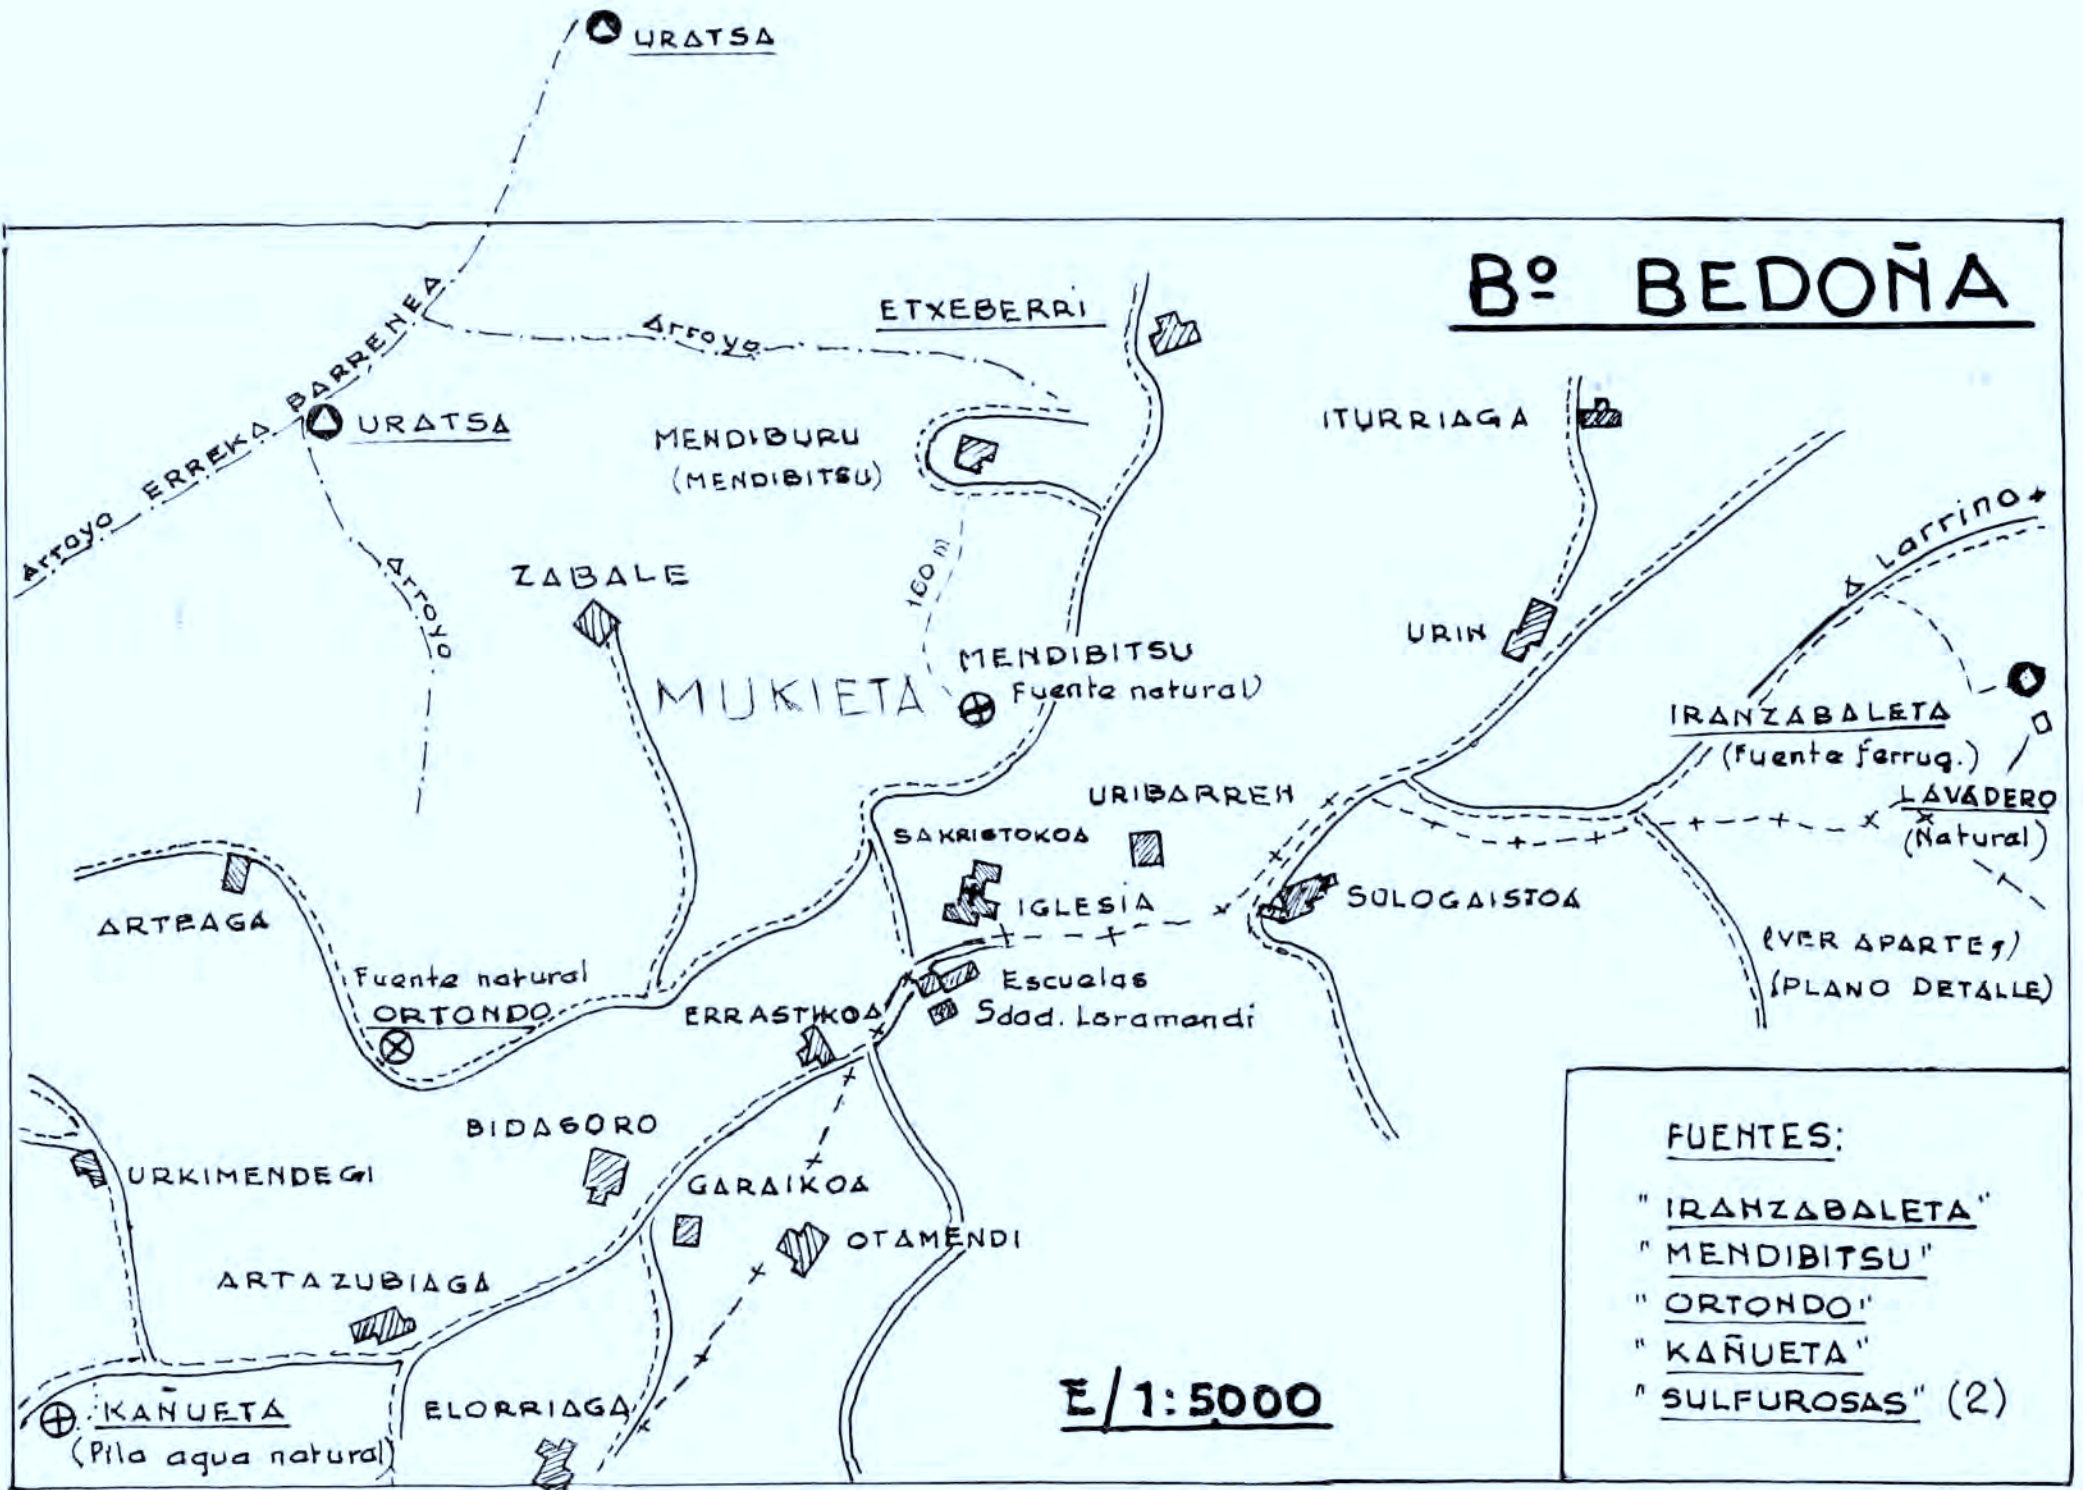 URATSA
Bº BEDOÑA
ETXEBERRI
Arroyo
Arroyo ERREKA BARRENEA
URATSA
MENDIBURU
(MENDIBITSU)
ITURRIAGA
A Larrino
Arroyo
ZABALE
160 m
URIN
MENDIBITSU
Fuente natural)
MUKIETA
IRANZABALETA
(Fuente ferrug.)
LAVADERO
(Natural)
URIBARREN
SAKRISTOKOA
IGLESIA
SOLOGAISTOA
ARTEAGA
(VER APARTE,)
(PLANO DETALLE)
Fuente natural
ORTONDO
Escuelas
ERRASTIKOA
Sdad. Laramendi
BIDASORO
URKIMENDEGI
GARAIKOA
OTAMENDI
ARTAZUBIAGA
KAÑUETA
(Pila agua natural)
ELORRIAGA
E/1:5000
FUENTES:
"IRANZABALETA"
"MENDIBITSU"
"ORTONDO"
"KAÑUETA"
"SULFUROSAS" (2)